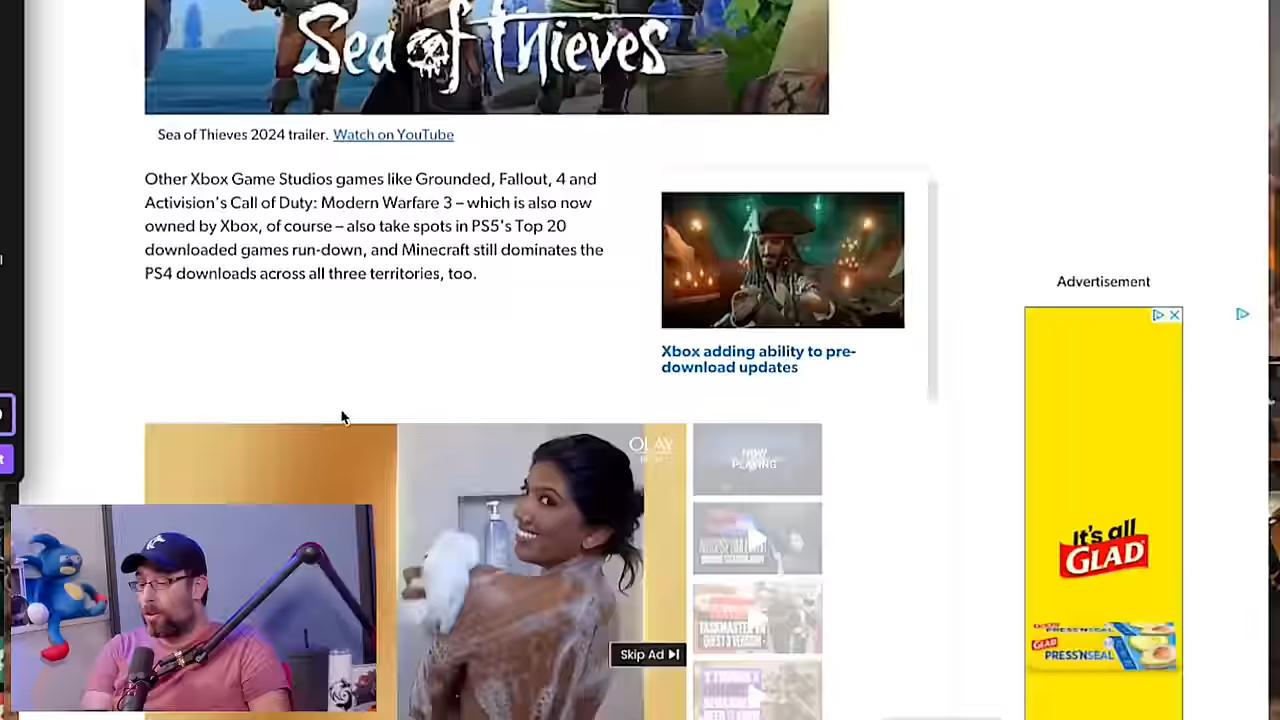 Sea of Thieves
Sea of Thieves 2024 trailer. Watch on YouTube
Other Xbox Game Studios games like Grounded, Fallout, 4 and
Activision's Call of Duty: Modern Warfare 3 – which is also now
owned by Xbox, of course – also take spots in PS5's Top 20
downloaded games run-down, and Minecraft still dominates the
PS4 downloads across all three territories, too.
Xbox adding ability to pre-
download updates
Advertisement
OLAY
NOW
PLAYING
Skip Ad
It's all
GLAD
GLAD
PRESS'N SEAL